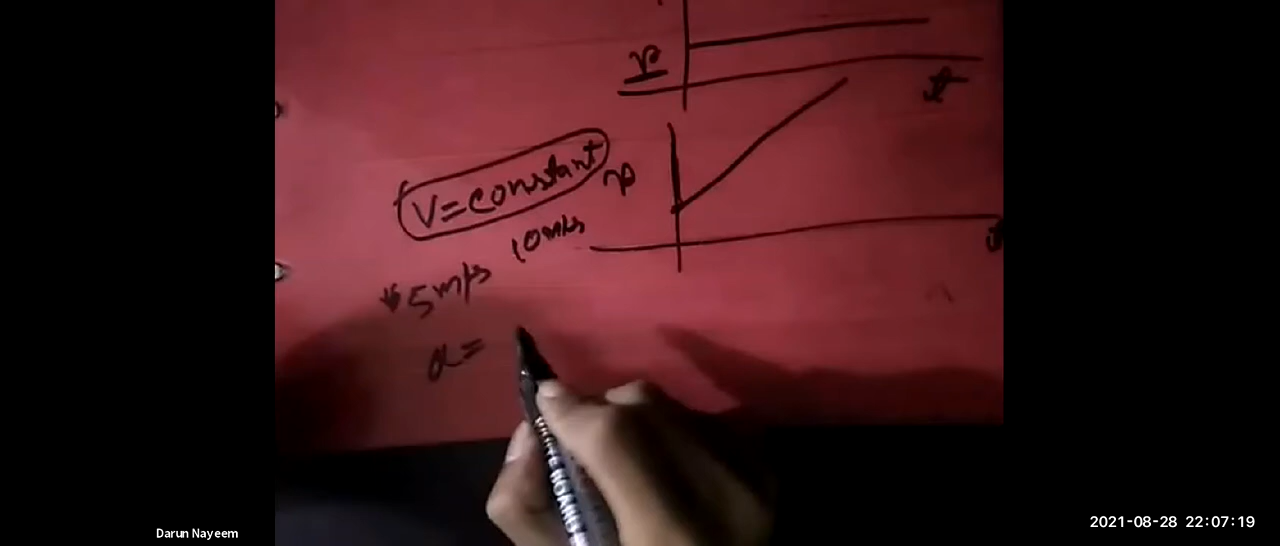 v
t
V=constant
v
10m/s
5m/s
a=
Darun Nayeem
2021-08-28 22:07:19